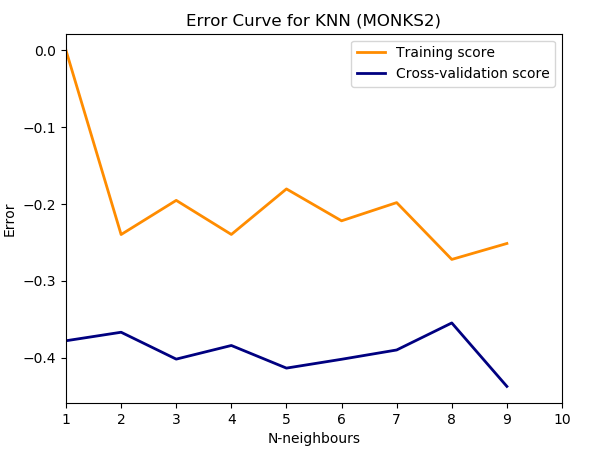 Error Curve for KNN (MONKS2)
Training score
Cross-validation score
Error
0.0
−0.1
−0.2
−0.3
−0.4
1 2 3 4 5 6 7 8 9 10
N-neighbours